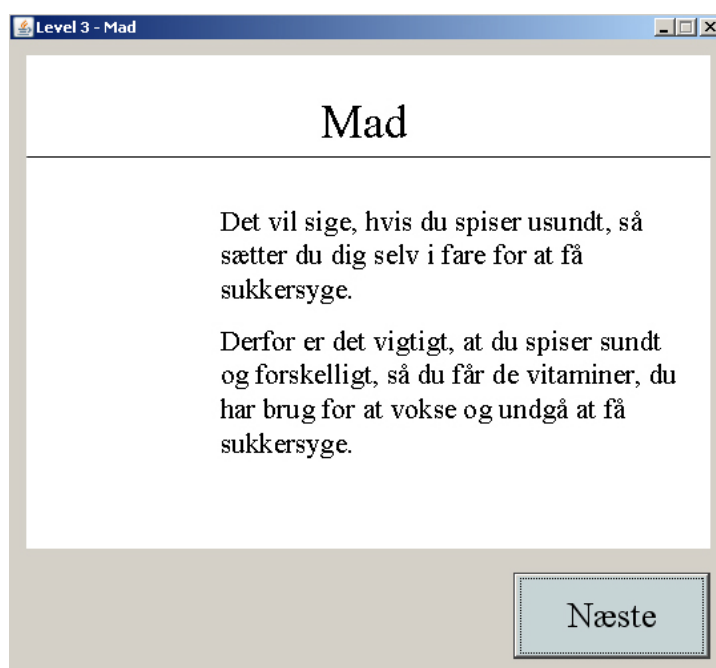 Level 3 - Mad
Mad
Det vil sige, hvis du spiser usundt, så
sætter du dig selv i fare for at få
sukkersyge.
Derfor er det vigtigt, at du spiser sundt
og forskelligt, så du får de vitaminer, du
har brug for at vokse og undgå at få
sukkersyge.
Næste